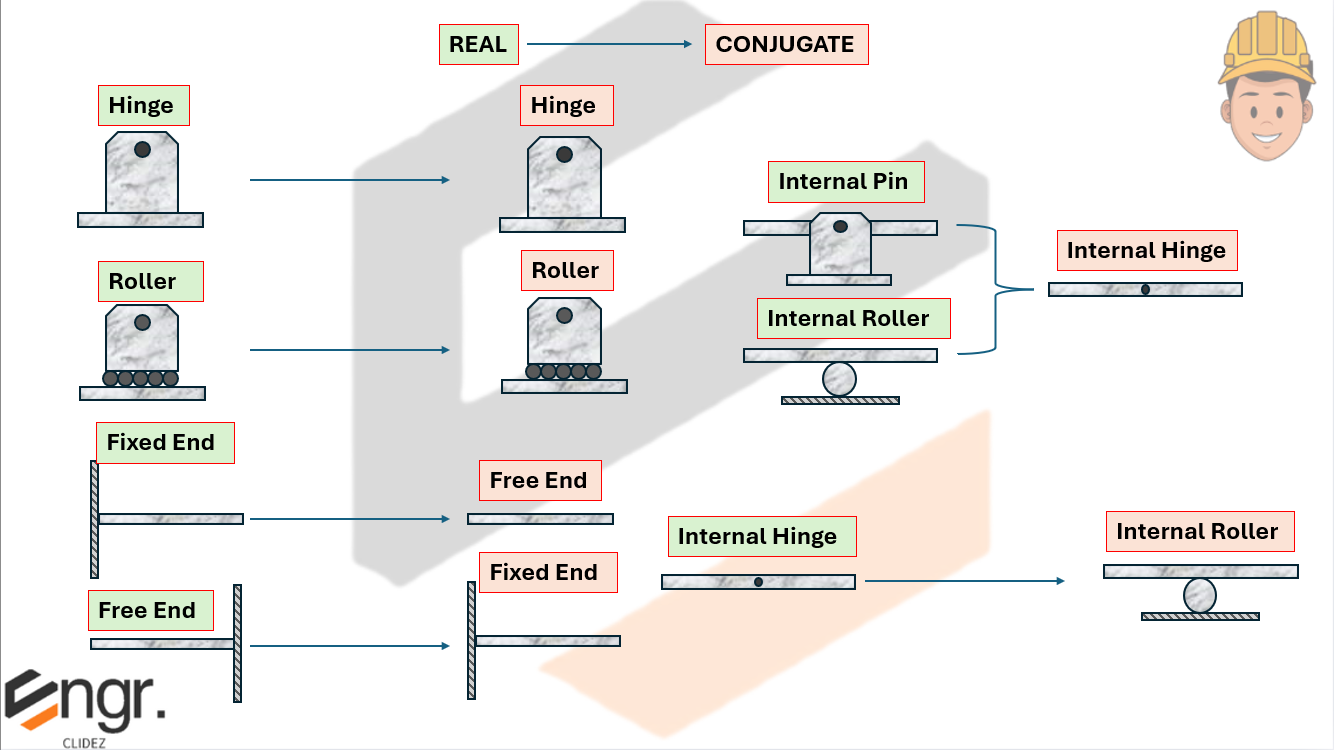 REAL
CONJUGATE
Hinge
Hinge
Roller
Roller
Fixed End
Free End
Free End
Fixed End
Internal Pin
Internal Roller
Internal Hinge
Internal Hinge
Internal Roller
Engr.
CLIDEZ